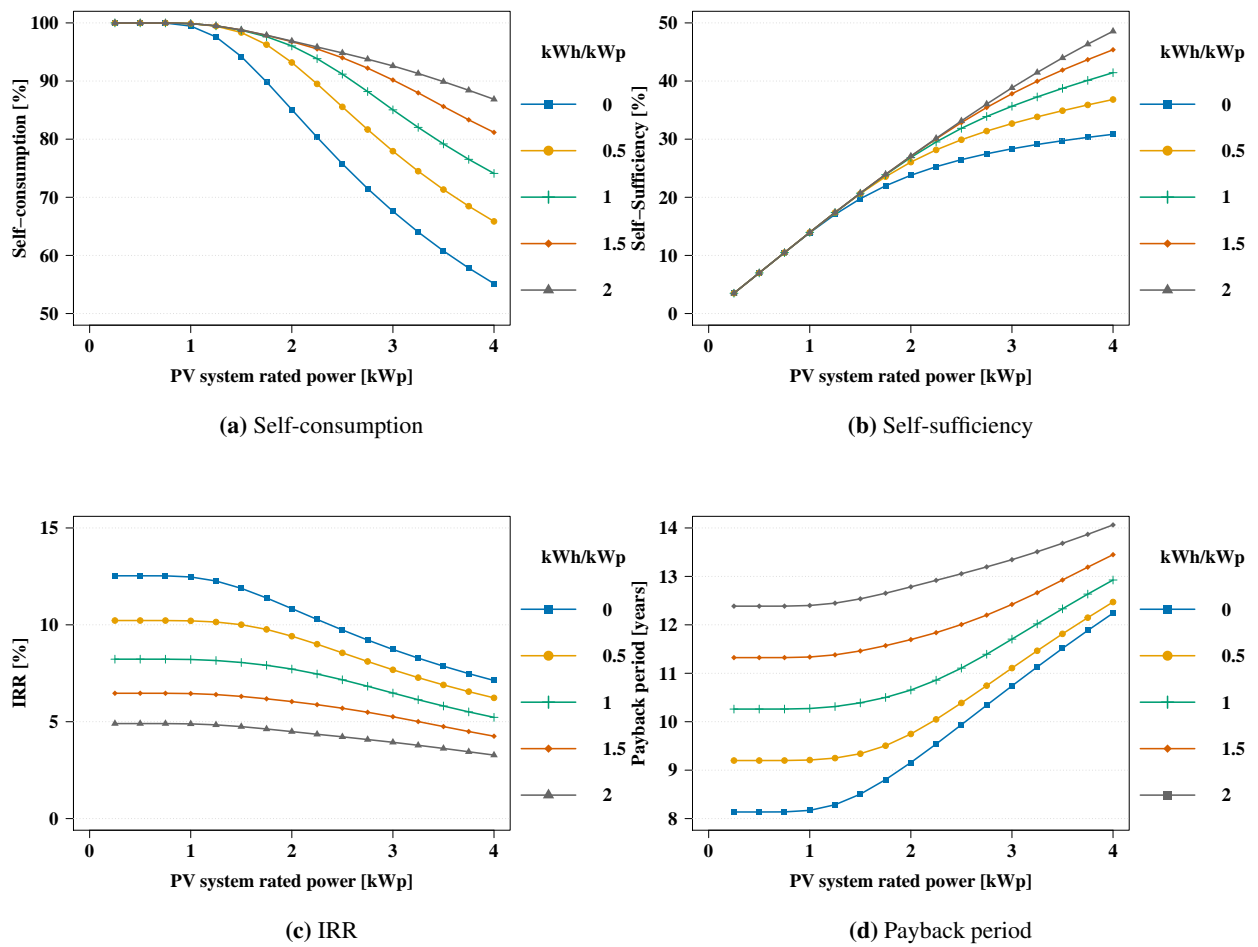 Self−consumption [%]
100
90
80
70
60
50
0 1 2 3 4
PV system rated power [kWp]
kWh/kWp
0
0.5
1
1.5
2
(a) Self-consumption
Self−Sufficiency [%]
50
40
30
20
10
0
0 1 2 3 4
PV system rated power [kWp]
kWh/kWp
0
0.5
1
1.5
2
(b) Self-sufficiency
IRR [%]
15
10
5
0
0 1 2 3 4
PV system rated power [kWp]
kWh/kWp
0
0.5
1
1.5
2
(c) IRR
Payback period [years]
14
13
12
11
10
9
8
0 1 2 3 4
PV system rated power [kWp]
kWh/kWp
0
0.5
1
1.5
2
(d) Payback period